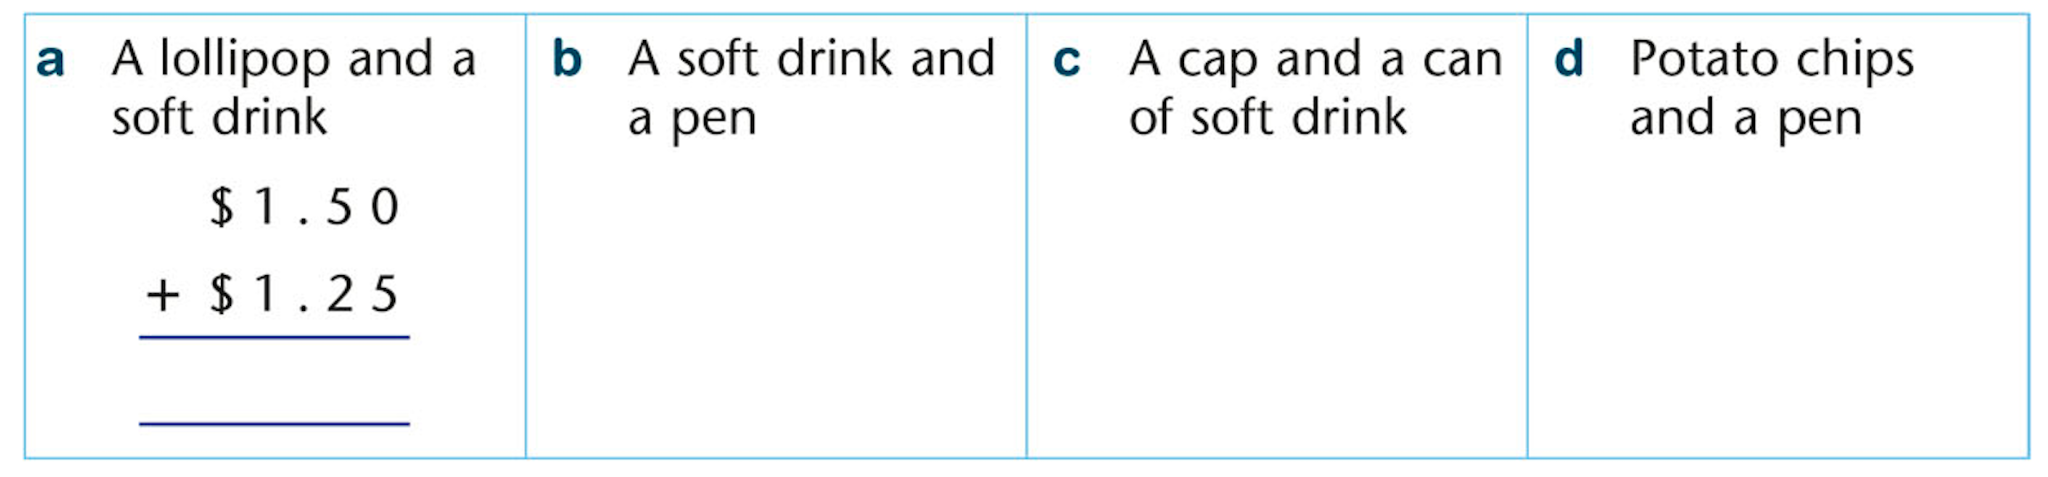 a A lollipop and a
soft drink
$1.50
+ $1.25
b A soft drink and
a pen
c A cap and a can
of soft drink
d Potato chips
and a pen